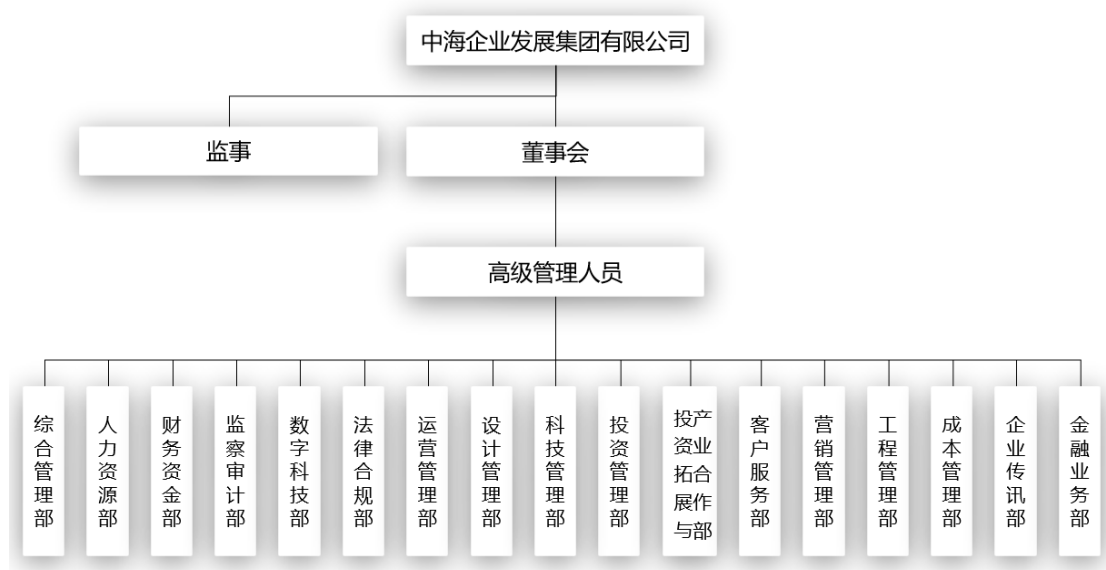 中海企业发展集团有限公司
监事
董事会
高级管理人员
综合管理部
人力资源部
财务资金部
监察审计部
数字科技部
法律合规部
运营管理部
设计管理部
科技管理部
投资管理部
投资拓展与
产业合作部
客户服务部
营销管理部
工程管理部
成本管理部
企业传讯部
金融业务部